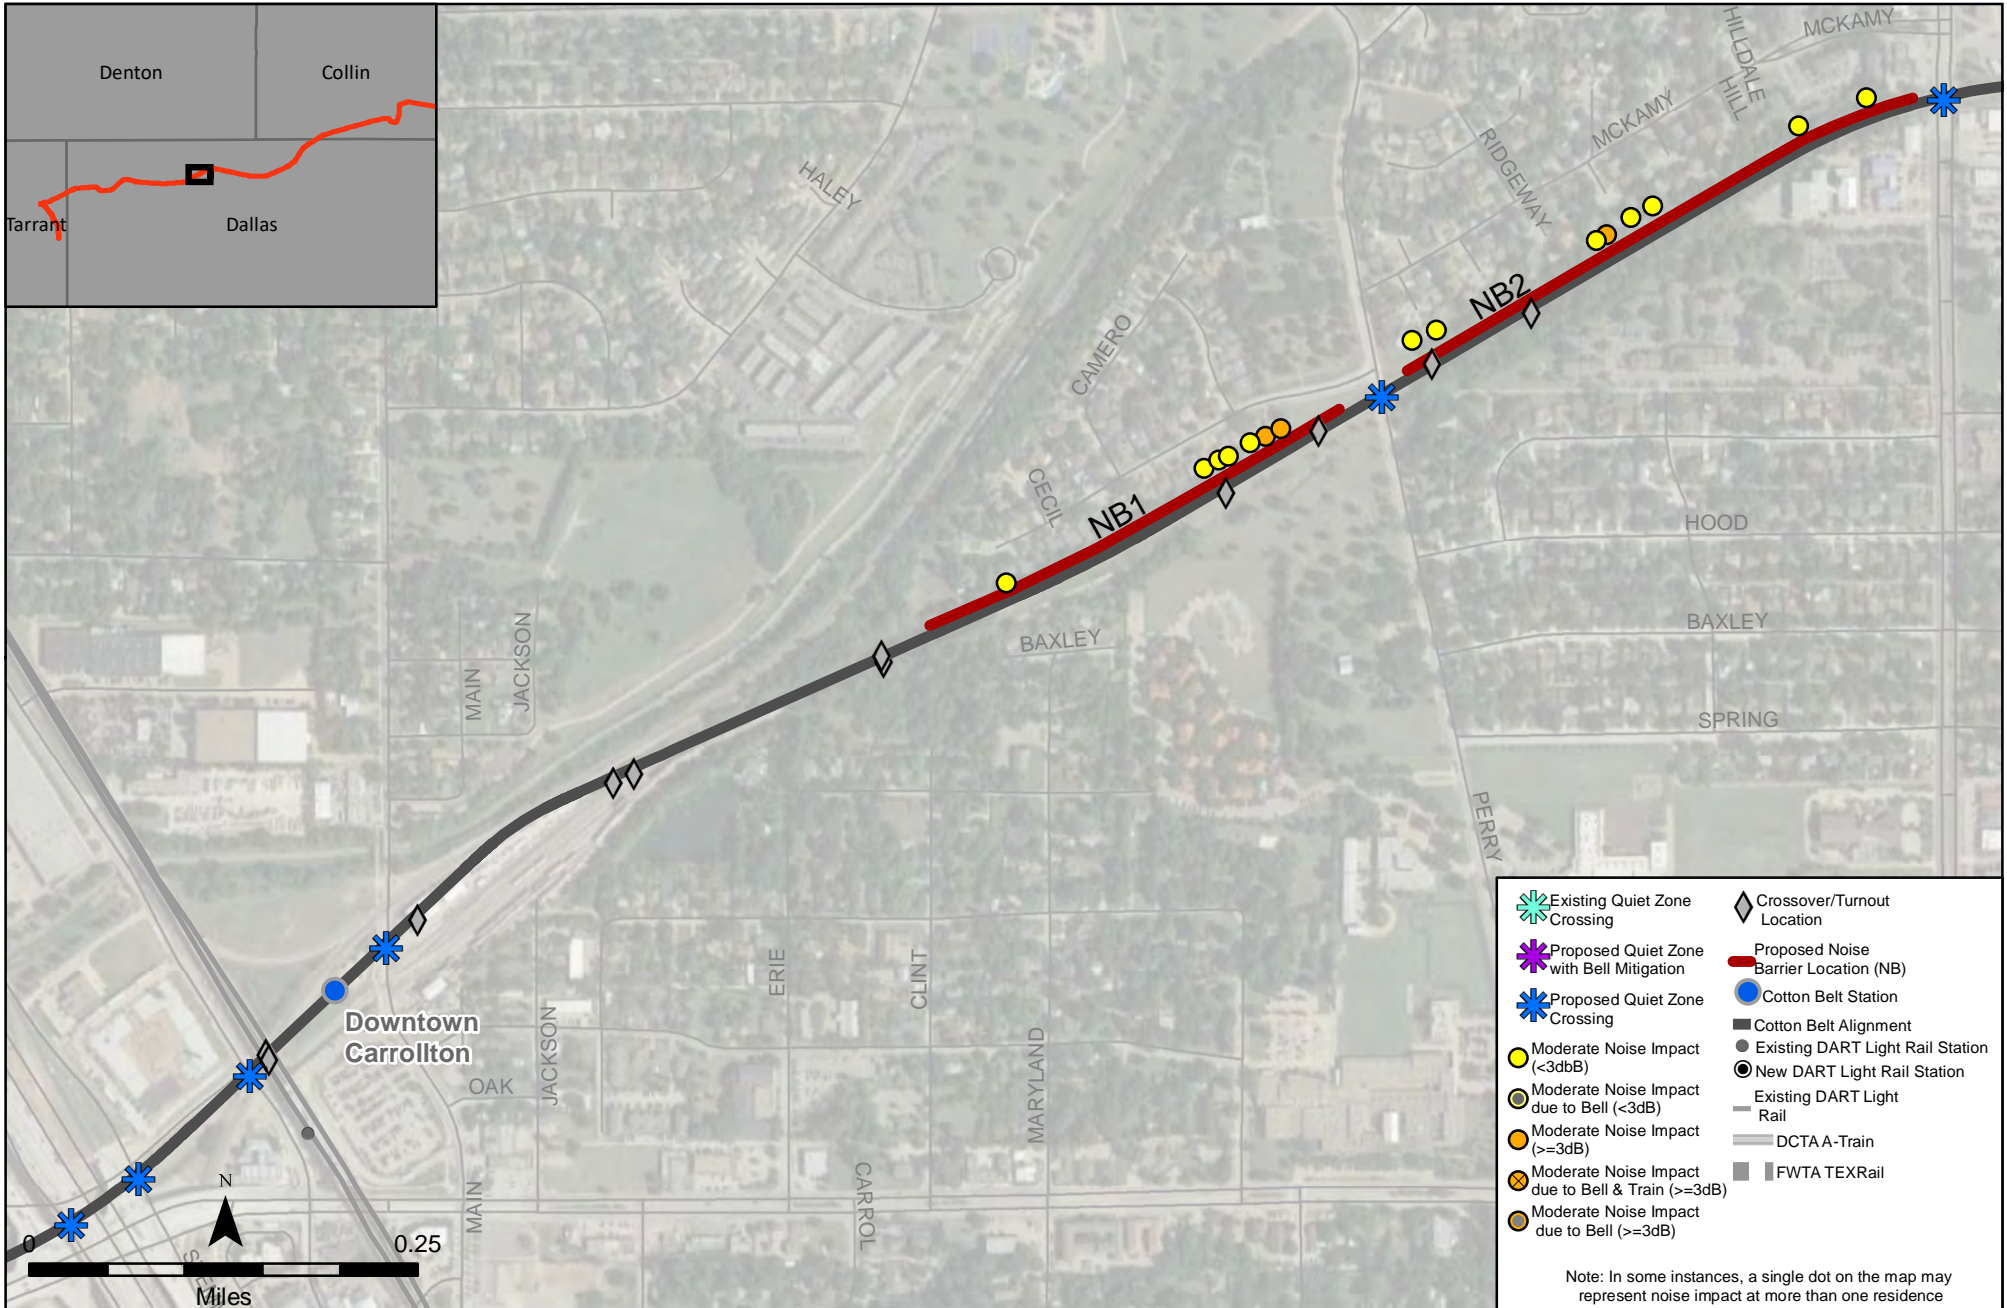 Denton
Collin
Tarrant
Dallas
HALEY
CAMERO
CECIL
NB1
NB2
RIDGEWAY
MCKAMY
HILLDALE
HILL
MCKAMY
HOOD
BAXLEY
BAXLEY
SPRING
PERRY
MAIN
JACKSON
Downtown
Carrollton
OAK
JACKSON
MAIN
ERIE
CLINT
MARYLAND
CARROL
N
0
0.25
Miles
Existing Quiet Zone
Crossing
Proposed Quiet Zone
with Bell Mitigation
Proposed Quiet Zone
Crossing
Moderate Noise Impact
(<3dbB)
Moderate Noise Impact
due to Bell (<3dB)
Moderate Noise Impact
(>=3dB)
Moderate Noise Impact
due to Bell & Train (>=3dB)
Moderate Noise Impact
due to Bell (>=3dB)
Crossover/Turnout
Location
Proposed Noise
Barrier Location (NB)
Cotton Belt Station
Cotton Belt Alignment
Existing DART Light Rail Station
New DART Light Rail Station
Existing DART Light
Rail
DCTA A-Train
FWTA TEXRail
Note: In some instances, a single dot on the map may
represent noise impact at more than one residence